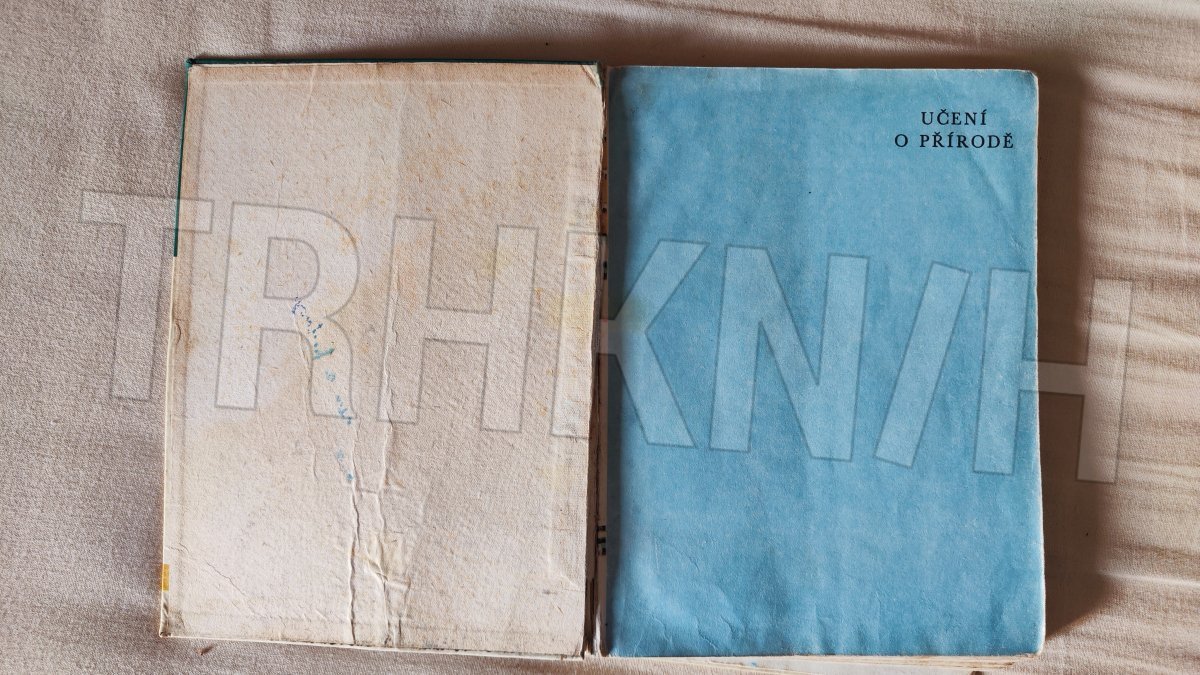 UČENÍ
O PŘÍRODĚ
TRHKNIH